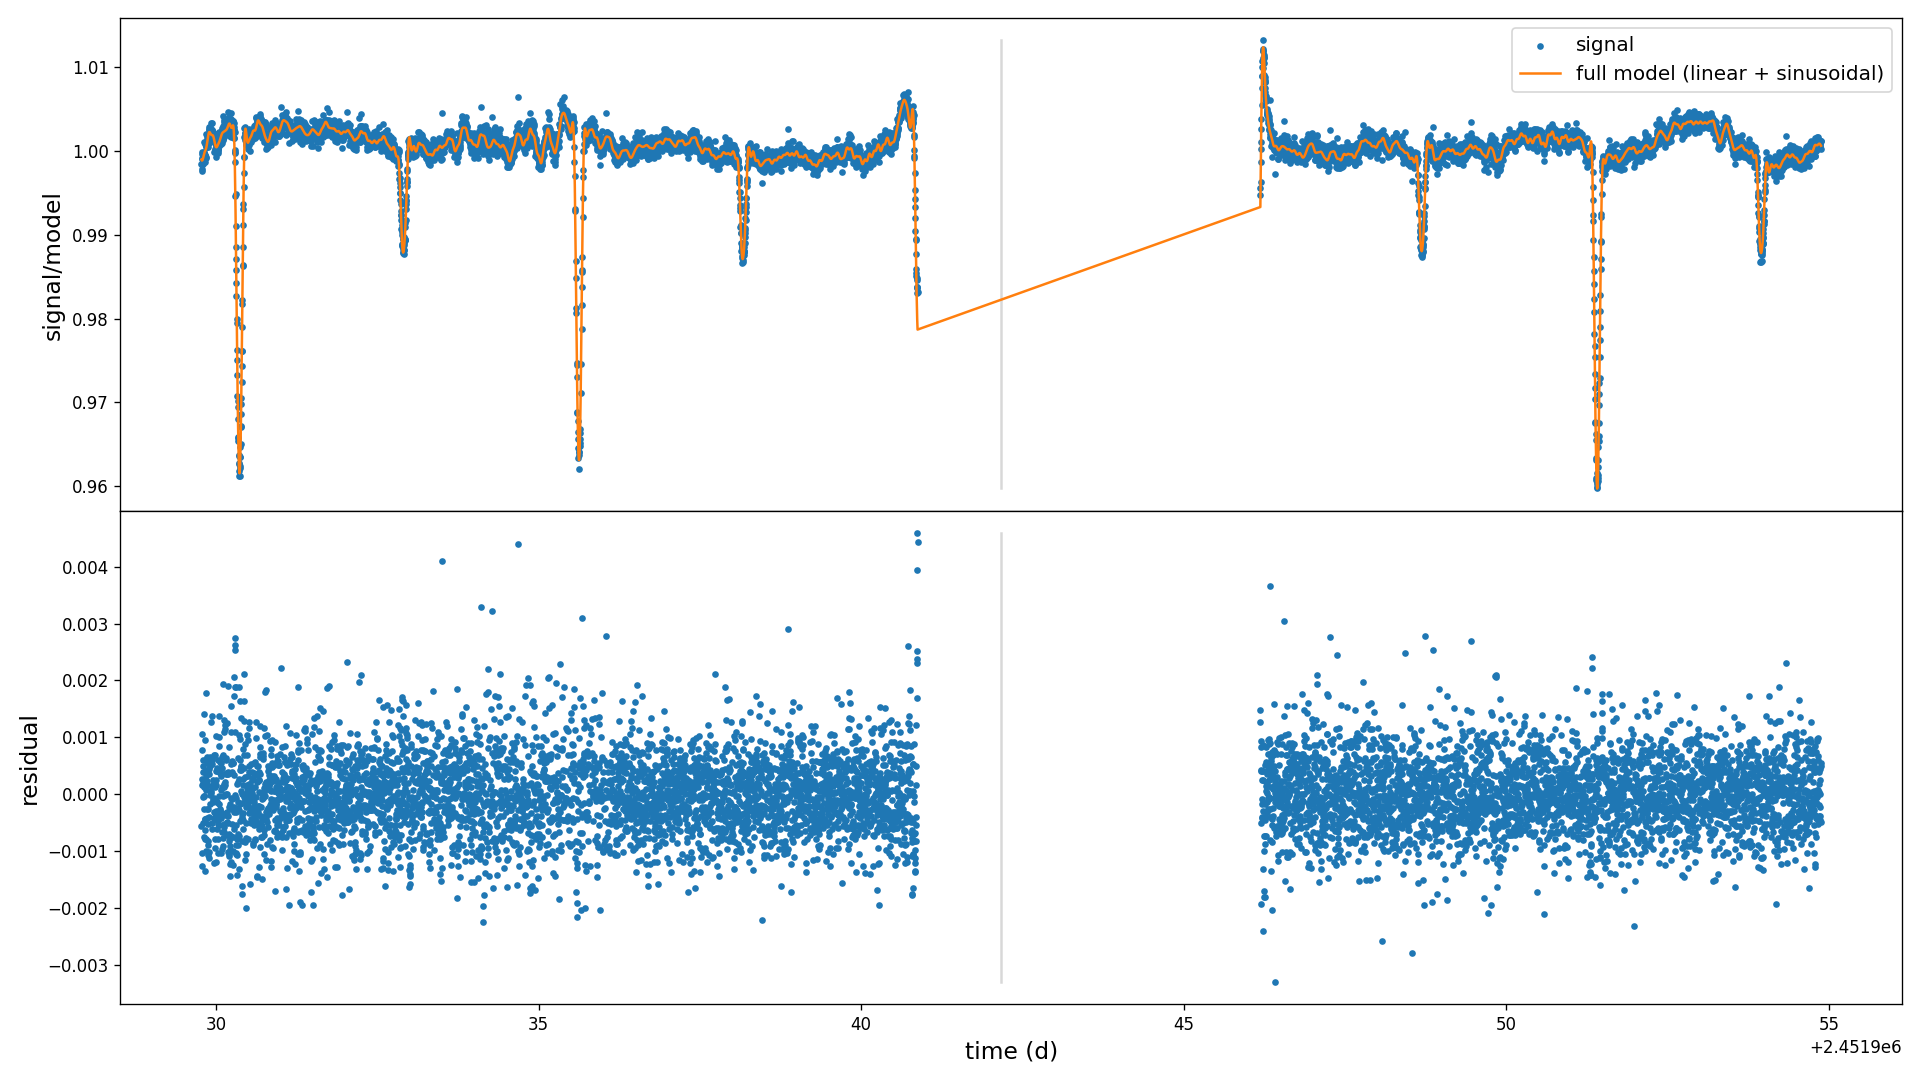 signal
full model (linear + sinusoidal)
signal/model
1.01
1.00
0.99
0.98
0.97
0.96
residual
0.004
0.003
0.002
0.001
0.000
−0.001
−0.002
−0.003
30 35 40 45 50 55
time (d)
+2.4519e6